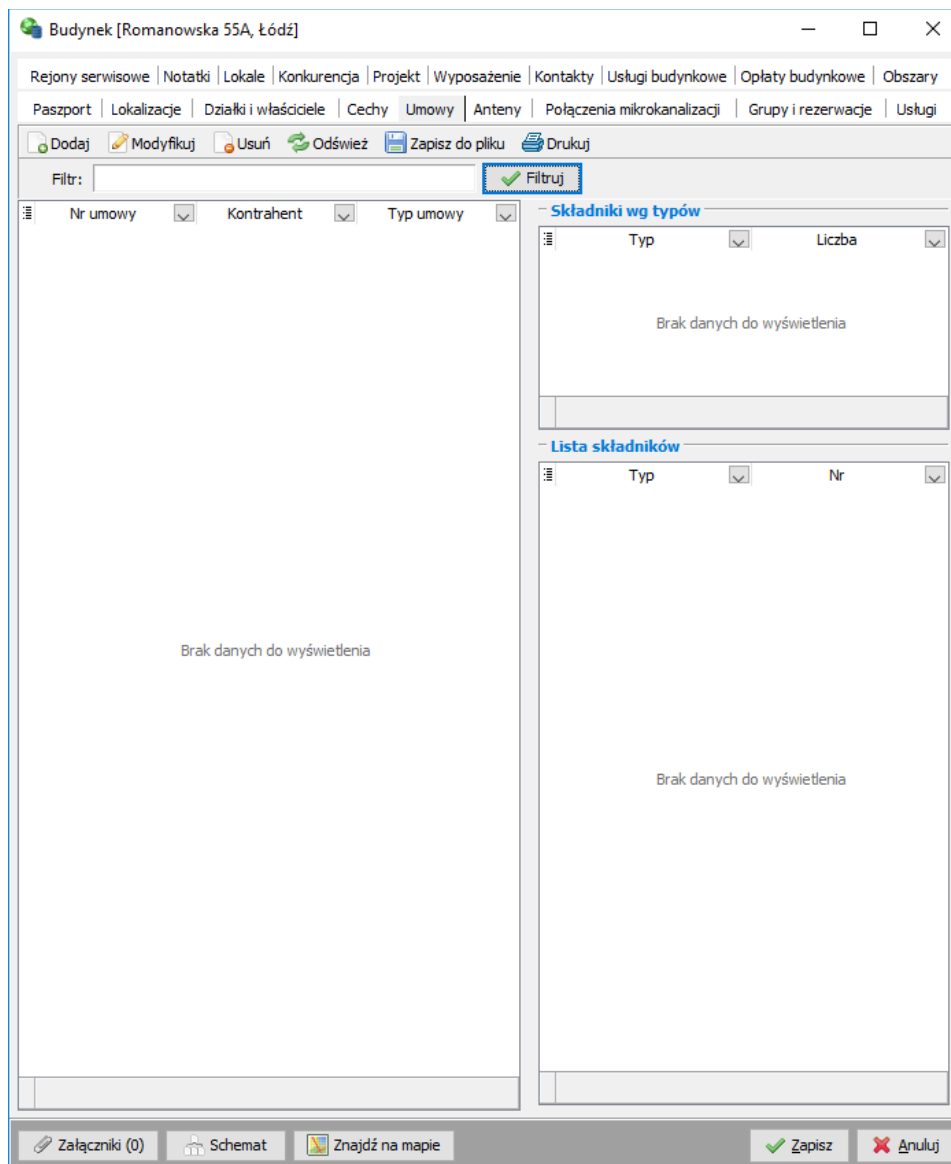 Budynek [Romanowska 55A, Łódź]
Rejony serwisowe Notatki Lokale Konkurencja Projekt Wyposażenie Kontakty Usługi budynkowe Opłaty budynkowe Obszary
Paszport Lokalizacje Działki i właściciele Cechy Umowy Anteny Połączenia mikrokanalizacji Grupy i rezerwacje Usługi
Dodaj Modyfikuj Usuń Odśwież Zapisz do pliku Drukuj
Filtr: Filtruj
Nr umowy Kontrahent Typ umowy
Brak danych do wyświetlenia
Składniki wg typów
Typ Liczba
Brak danych do wyświetlenia
Lista składników
Typ Nr
Brak danych do wyświetlenia
Załączniki (0) Schemat Znajdź na mapie Zapisz Anuluj